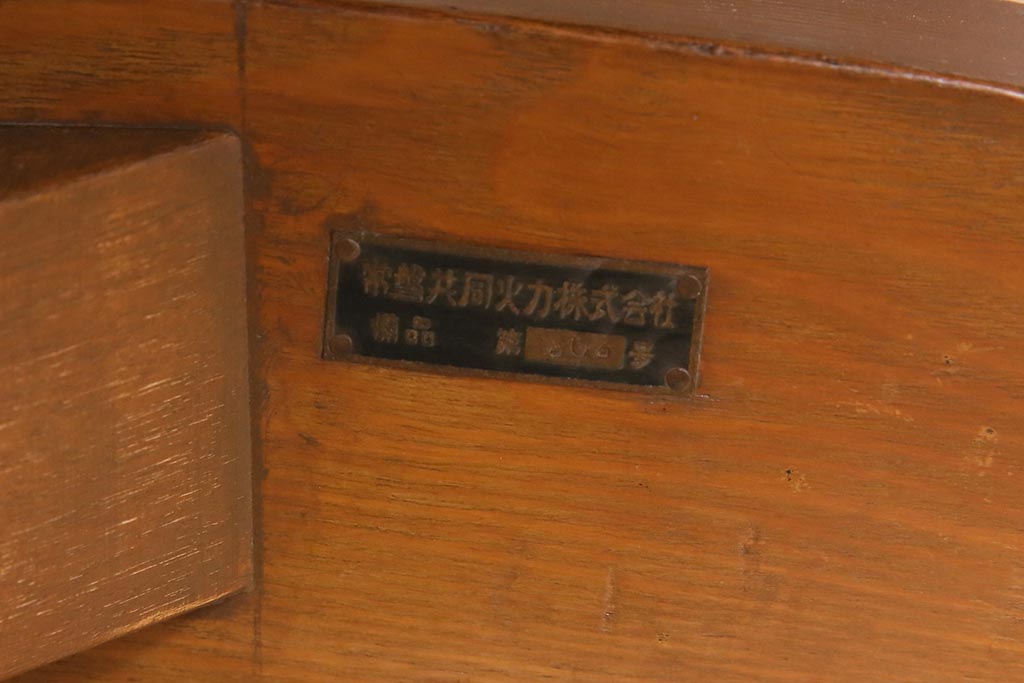 常磐共同火力株式会社
備品 第 号